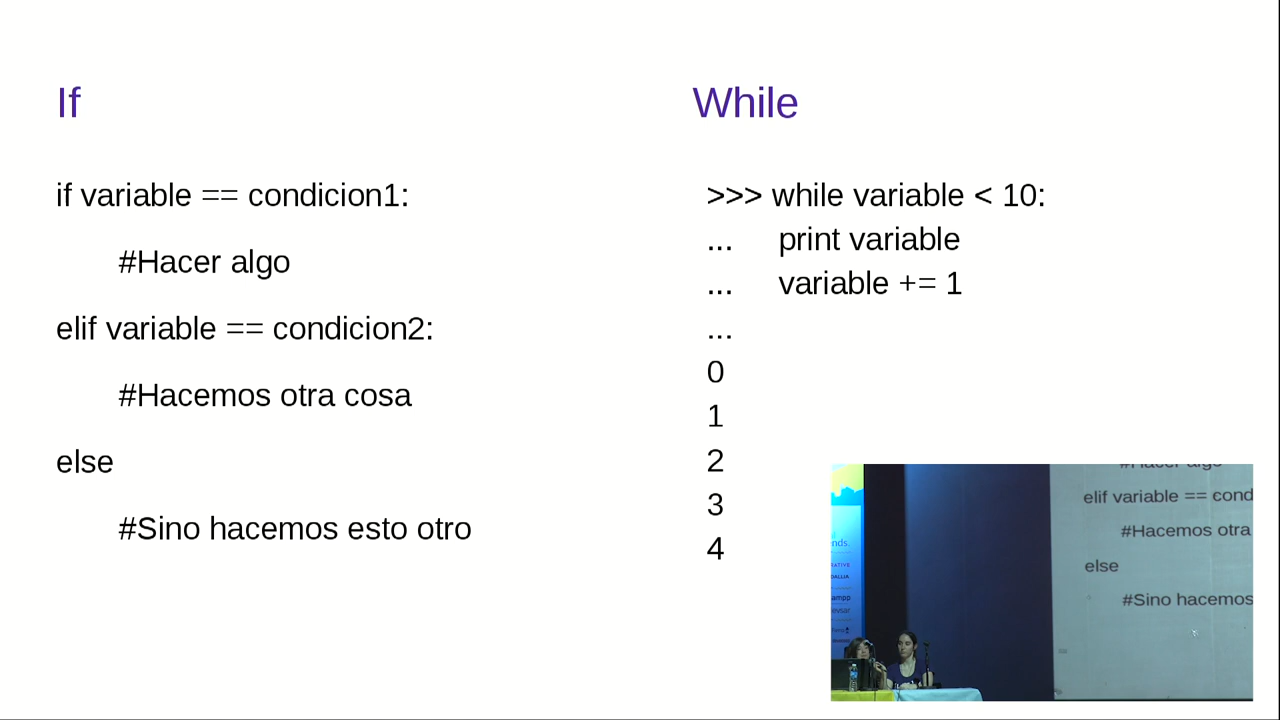 If
if variable == condicion1:
#Hacer algo
elif variable == condicion2:
#Hacemos otra cosa
else
#Sino hacemos esto otro
While
>>> while variable < 10:
... print variable
... variable += 1
...
0
1
2
3
4
#Hacer algo
elif variable == cond
#Hacemos otra
else
#Sino hacemos